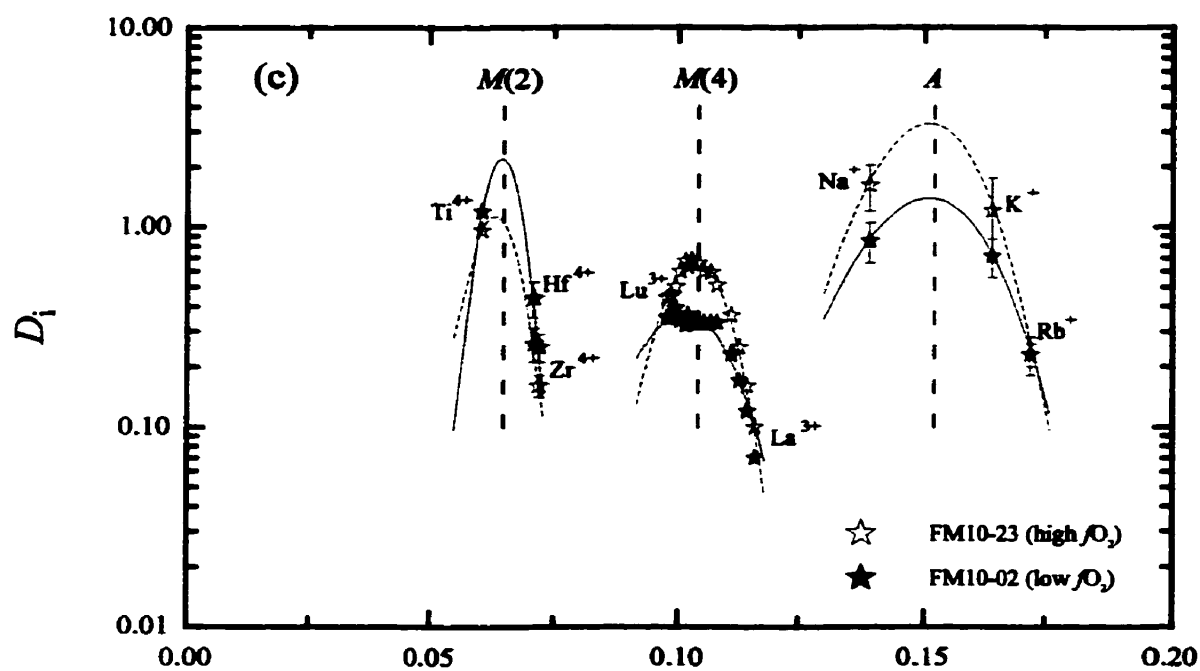 10.00
(c)
M(2)
M(4)
A
Na⁺
K⁺
Ti⁴⁺
1.00
Hf⁴⁺
Lu³⁺
Zr⁴⁺
Rb⁺
Dᵢ
0.10
La³⁺
FM10-23 (high fO₂)
FM10-02 (low fO₂)
0.01
0.00 0.05 0.10 0.15 0.20